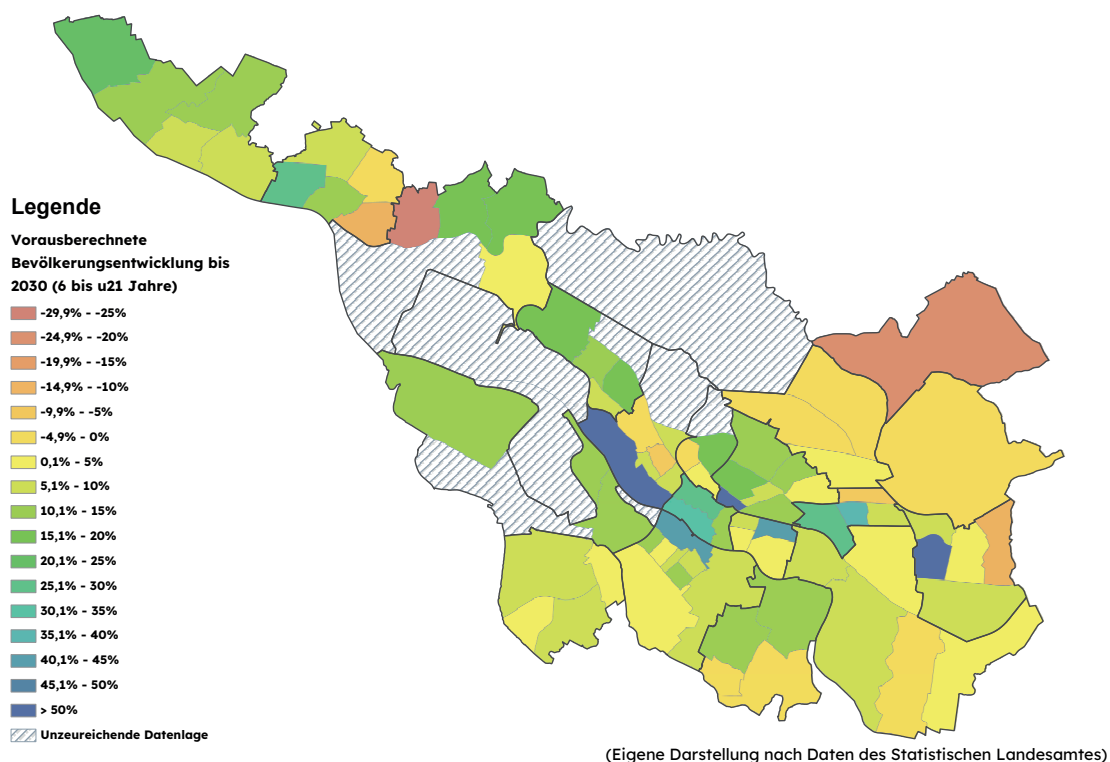 Legende
Vorausberechnete
Bevölkerungsentwicklung bis
2030 (6 bis u21 Jahre)
-29,9% - -25%
-24,9% - -20%
-19,9% - -15%
-14,9% - -10%
-9,9% - -5%
-4,9% - 0%
0,1% - 5%
5,1% - 10%
10,1% - 15%
15,1% - 20%
20,1% - 25%
25,1% - 30%
30,1% - 35%
35,1% - 40%
40,1% - 45%
45,1% - 50%
> 50%
Unzeureichende Datenlage
(Eigene Darstellung nach Daten des Statistischen Landesamtes)